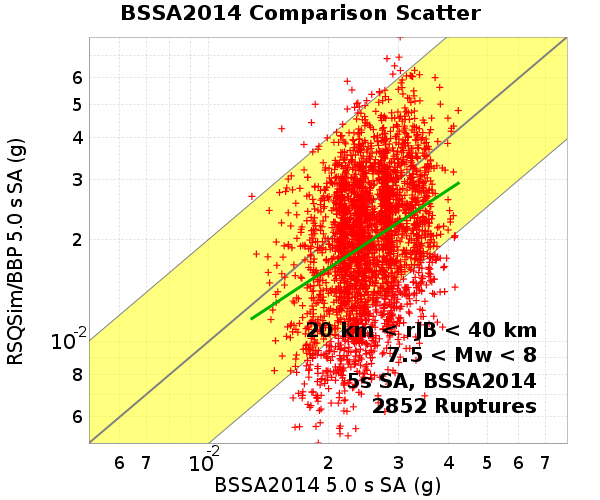 BSSA2014 Comparison Scatter
RSQSim/BBP 5.0 s SA (g)
6
5
4
3
2
10-2
8
6
20 km < rJB < 40 km
7.5 < Mw < 8
5s SA, BSSA2014
2852 Ruptures
6 7 10-2 2 3 4 5 6 7
BSSA2014 5.0 s SA (g)